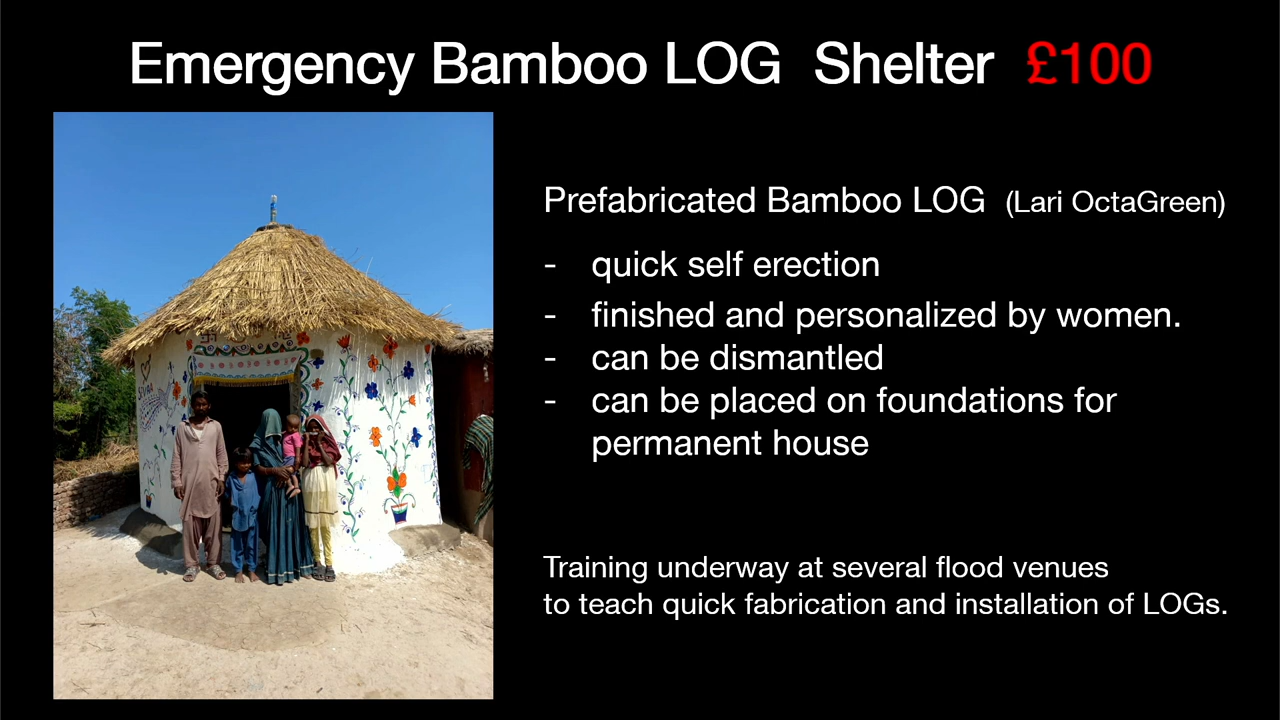 Emergency Bamboo LOG Shelter £100
Prefabricated Bamboo LOG (Lari OctaGreen)
- quick self erection
- finished and personalized by women.
- can be dismantled
- can be placed on foundations for
permanent house
Training underway at several flood venues
to teach quick fabrication and installation of LOGs.